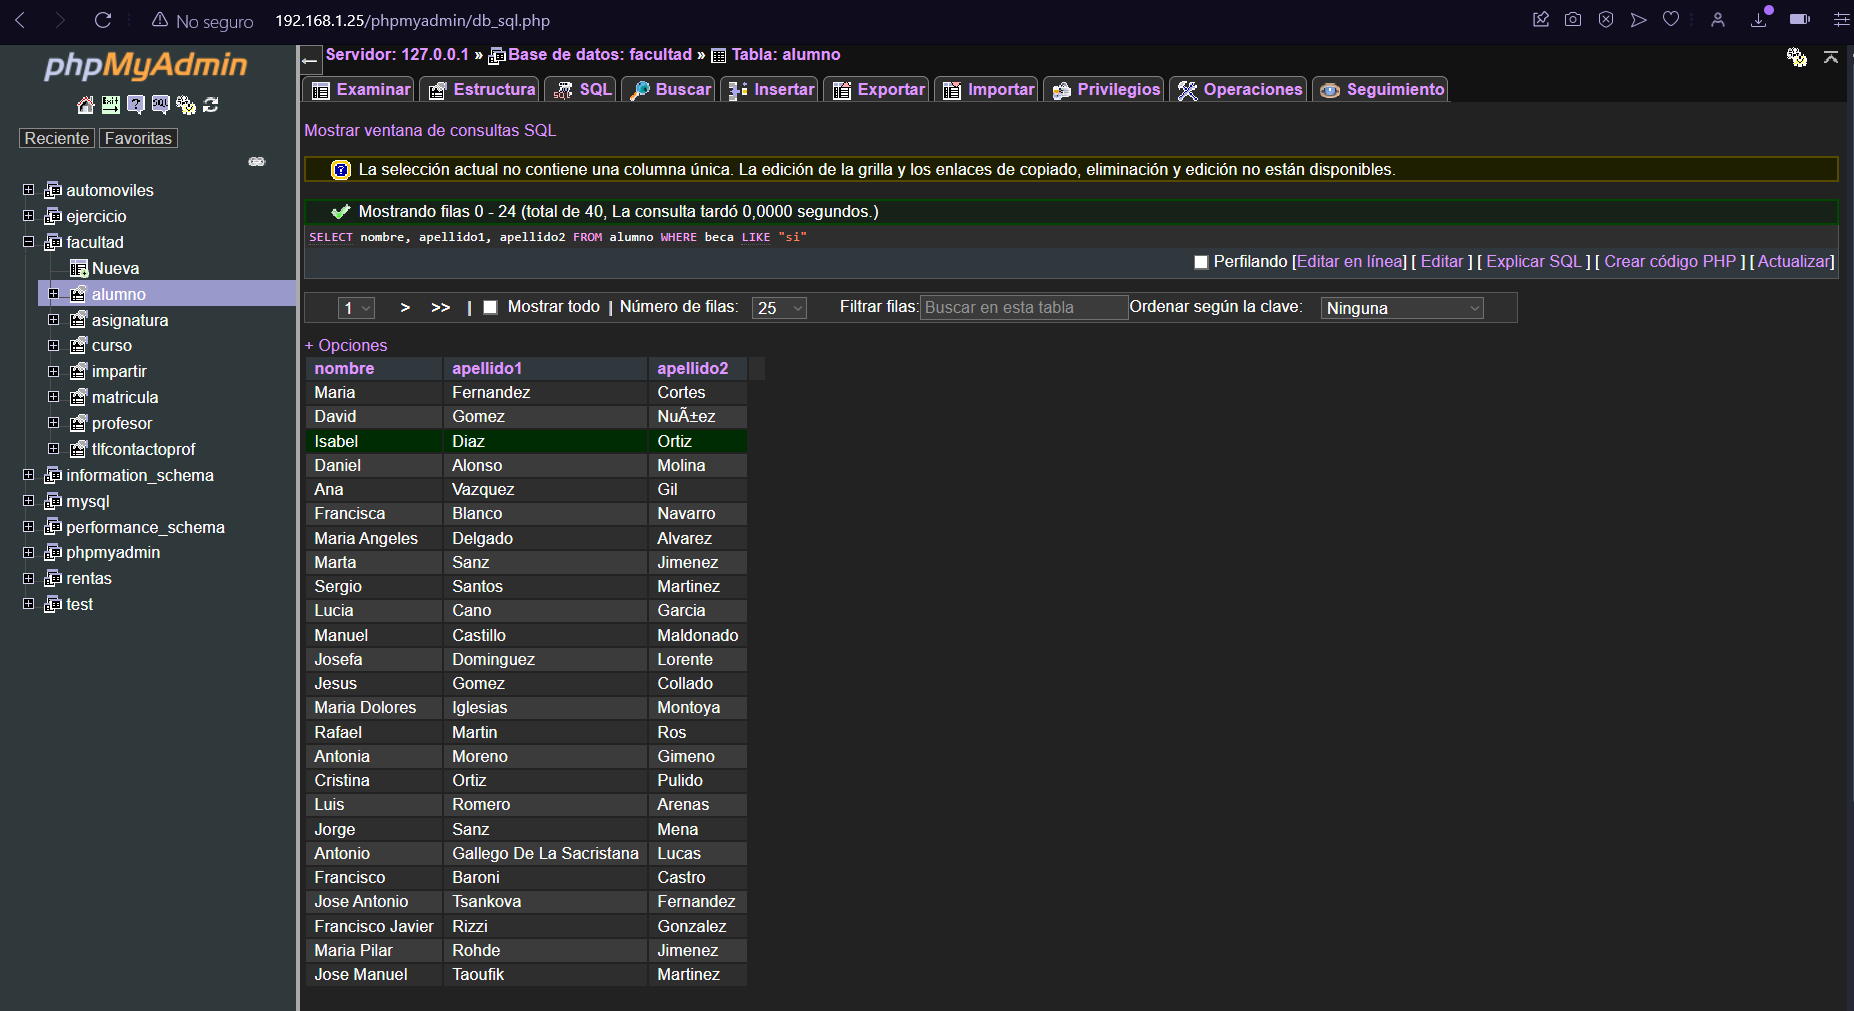 No seguro 192.168.1.25/phpmyadmin/db_sql.php
phpMyAdmin
Reciente Favoritas
automoviles
ejercicio
facultad
Nueva
alumno
asignatura
curso
impartir
matricula
profesor
tlfcontactoprof
information_schema
mysql
performance_schema
phpmyadmin
rentas
test
Servidor: 127.0.0.1 » Base de datos: facultad » Tabla: alumno
Examinar Estructura SQL Buscar Insertar Exportar Importar Privilegios Operaciones Seguimiento
Mostrar ventana de consultas SQL
La selección actual no contiene una columna única. La edición de la grilla y los enlaces de copiado, eliminación y edición no están disponibles.
Mostrando filas 0 - 24 (total de 40, La consulta tardó 0,0000 segundos.)
SELECT nombre, apellido1, apellido2 FROM alumno WHERE beca LIKE "si"
Perfilando [Editar en línea] [ Editar ] [ Explicar SQL ] [ Crear código PHP ] [ Actualizar]
1 > >> | Mostrar todo | Número de filas: 25 Filtrar filas: Buscar en esta tabla Ordenar según la clave: Ninguna
+ Opciones
nombre apellido1 apellido2
Maria Fernandez Cortes
David Gomez NuÃ±ez
Isabel Diaz Ortiz
Daniel Alonso Molina
Ana Vazquez Gil
Francisca Blanco Navarro
Maria Angeles Delgado Alvarez
Marta Sanz Jimenez
Sergio Santos Martinez
Lucia Cano Garcia
Manuel Castillo Maldonado
Josefa Dominguez Lorente
Jesus Gomez Collado
Maria Dolores Iglesias Montoya
Rafael Martin Ros
Antonia Moreno Gimeno
Cristina Ortiz Pulido
Luis Romero Arenas
Jorge Sanz Mena
Antonio Gallego De La Sacristana Lucas
Francisco Baroni Castro
Jose Antonio Tsankova Fernandez
Francisco Javier Rizzi Gonzalez
Maria Pilar Rohde Jimenez
Jose Manuel Taoufik Martinez